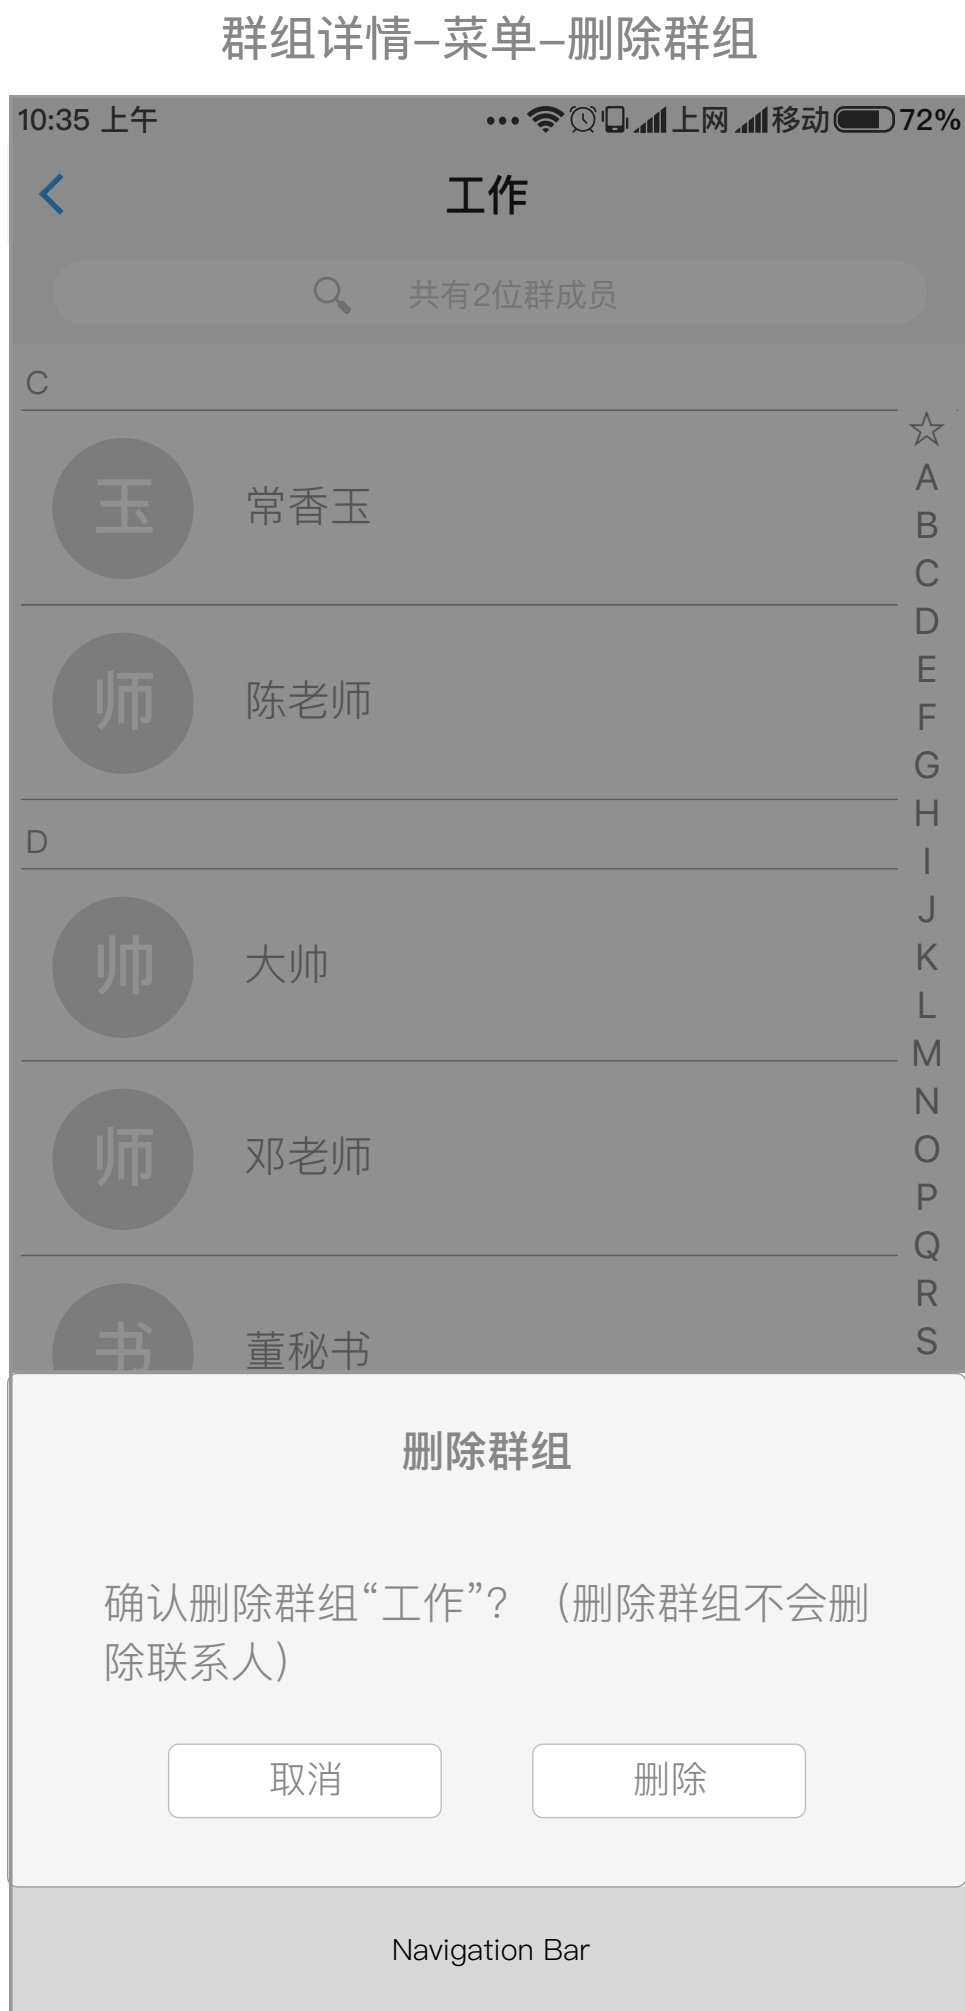 群组详情-菜单-删除群组
10:35 上午 上网 移动 72%
工作
共有2位群成员
C
玉 常香玉
师 陈老师
D
帅 大帅
师 邓老师
书 董秘书
☆
A
B
C
D
E
F
G
H
I
J
K
L
M
N
O
P
Q
R
S
删除群组
确认删除群组“工作”？（删除群组不会删
除联系人）
取消 删除
Navigation Bar